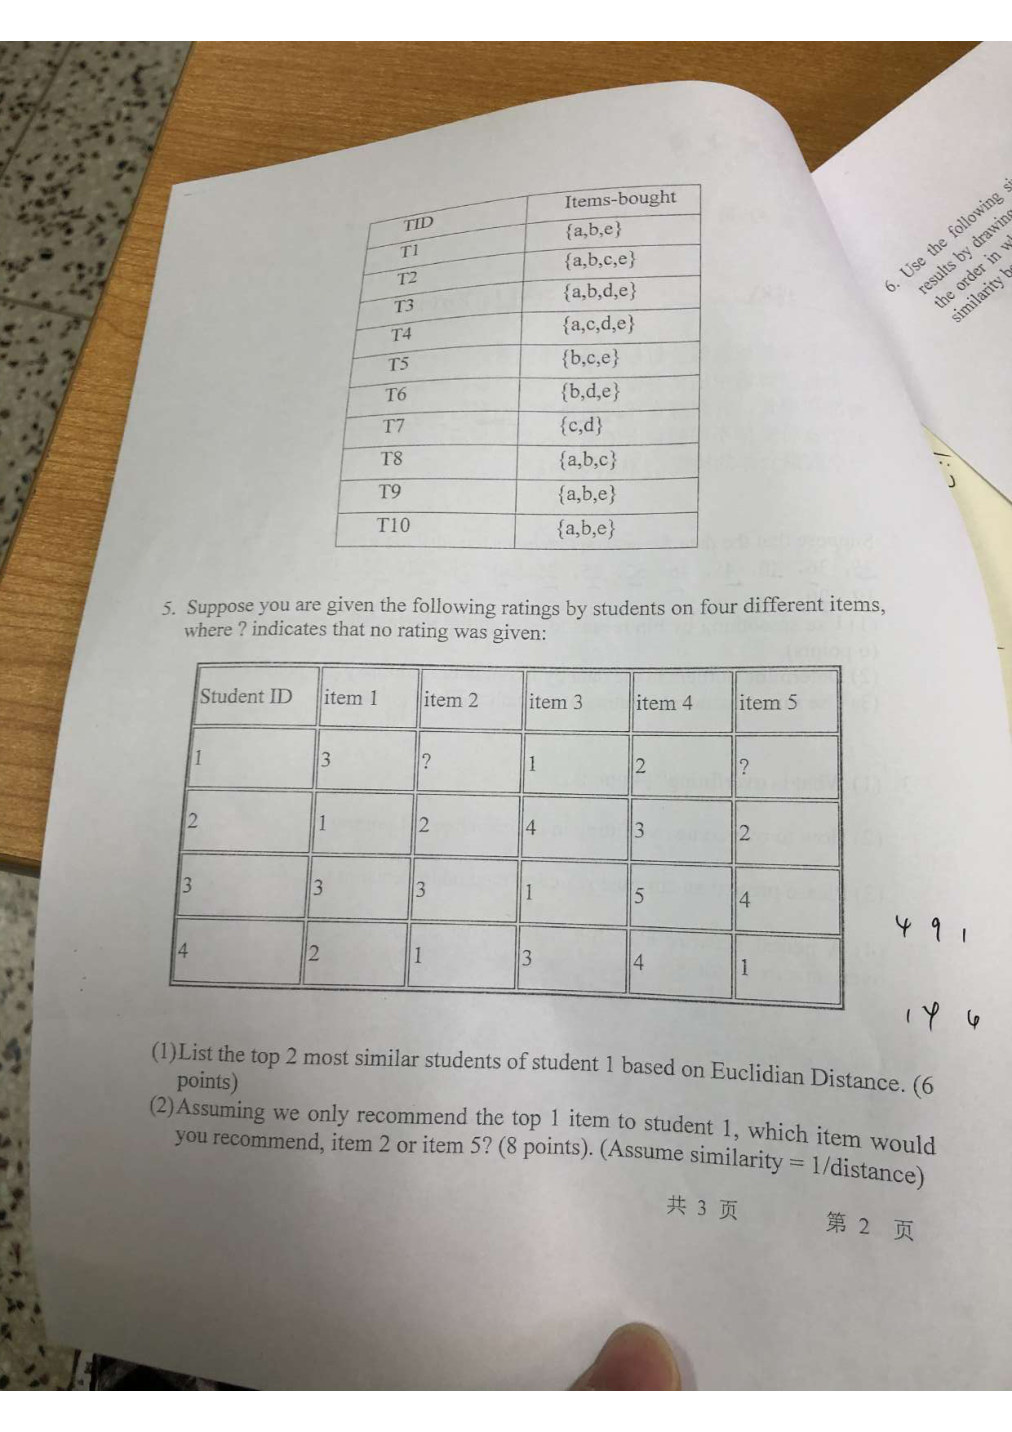 TID Items-bought
T1 {a,b,e}
T2 {a,b,c,e}
T3 {a,b,d,e}
T4 {a,c,d,e}
T5 {b,c,e}
T6 {b,d,e}
T7 {c,d}
T8 {a,b,c}
T9 {a,b,e}
T10 {a,b,e}
6. Use the following
results by drawing
the order in
similarity
5. Suppose you are given the following ratings by students on four different items,
where ? indicates that no rating was given:
Student ID item 1 item 2 item 3 item 4 item 5
1 3 ? 1 2 ?
2 1 2 4 3 2
3 3 3 1 5 4
4 2 1 3 4 1
4 9 1
1 4 6
(1)List the top 2 most similar students of student 1 based on Euclidian Distance. (6
points)
(2)Assuming we only recommend the top 1 item to student 1, which item would
you recommend, item 2 or item 5? (8 points). (Assume similarity = 1/distance)
共 3 页 第 2 页